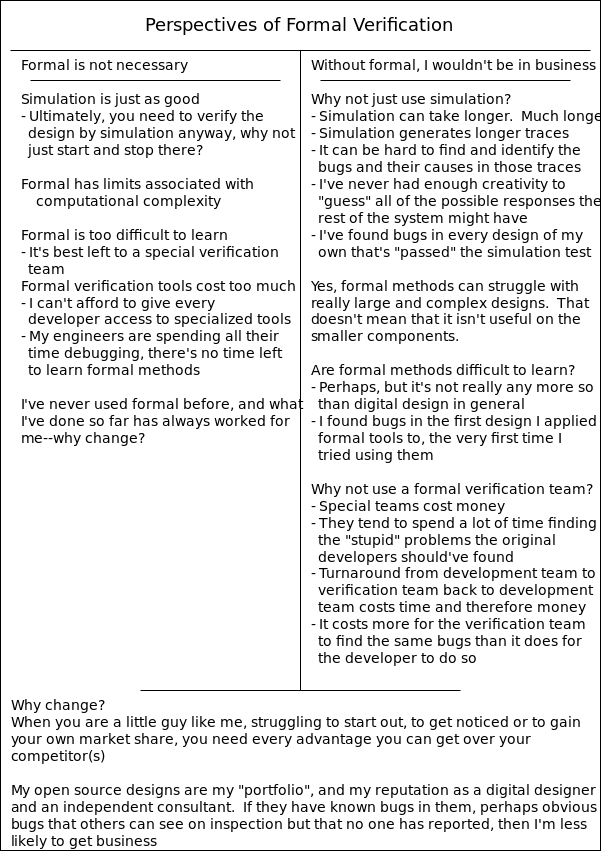 Perspectives of Formal Verification
Formal is not necessary
Simulation is just as good
- Ultimately, you need to verify the
design by simulation anyway, why not
just start and stop there?
Formal has limits associated with
computational complexity
Formal is too difficult to learn
- It's best left to a special verification
team
Formal verification tools cost too much
- I can't afford to give every
developer access to specialized tools
- My engineers are spending all their
time debugging, there's no time left
to learn formal methods
I've never used formal before, and what
I've done so far has always worked for
me--why change?
Without formal, I wouldn't be in business
Why not just use simulation?
- Simulation can take longer.  Much longe
- Simulation generates longer traces
- It can be hard to find and identify the
bugs and their causes in those traces
- I've never had enough creativity to
"guess" all of the possible responses the
rest of the system might have
- I've found bugs in every design of my
own that's "passed" the simulation test
Yes, formal methods can struggle with
really large and complex designs.  That
doesn't mean that it isn't useful on the
smaller components.
Are formal methods difficult to learn?
- Perhaps, but it's not really any more so
than digital design in general
- I found bugs in the first design I applied
formal tools to, the very first time I
tried using them
Why not use a formal verification team?
- Special teams cost money
- They tend to spend a lot of time finding
the "stupid" problems the original
developers should've found
- Turnaround from development team to
verification team back to development
team costs time and therefore money
- It costs more for the verification team
to find the same bugs than it does for
the developer to do so
Why change?
When you are a little guy like me, struggling to start out, to get noticed or to gain
your own market share, you need every advantage you can get over your
competitor(s)
My open source designs are my "portfolio", and my reputation as a digital designer
and an independent consultant.  If they have known bugs in them, perhaps obvious
bugs that others can see on inspection but that no one has reported, then I'm less
likely to get business